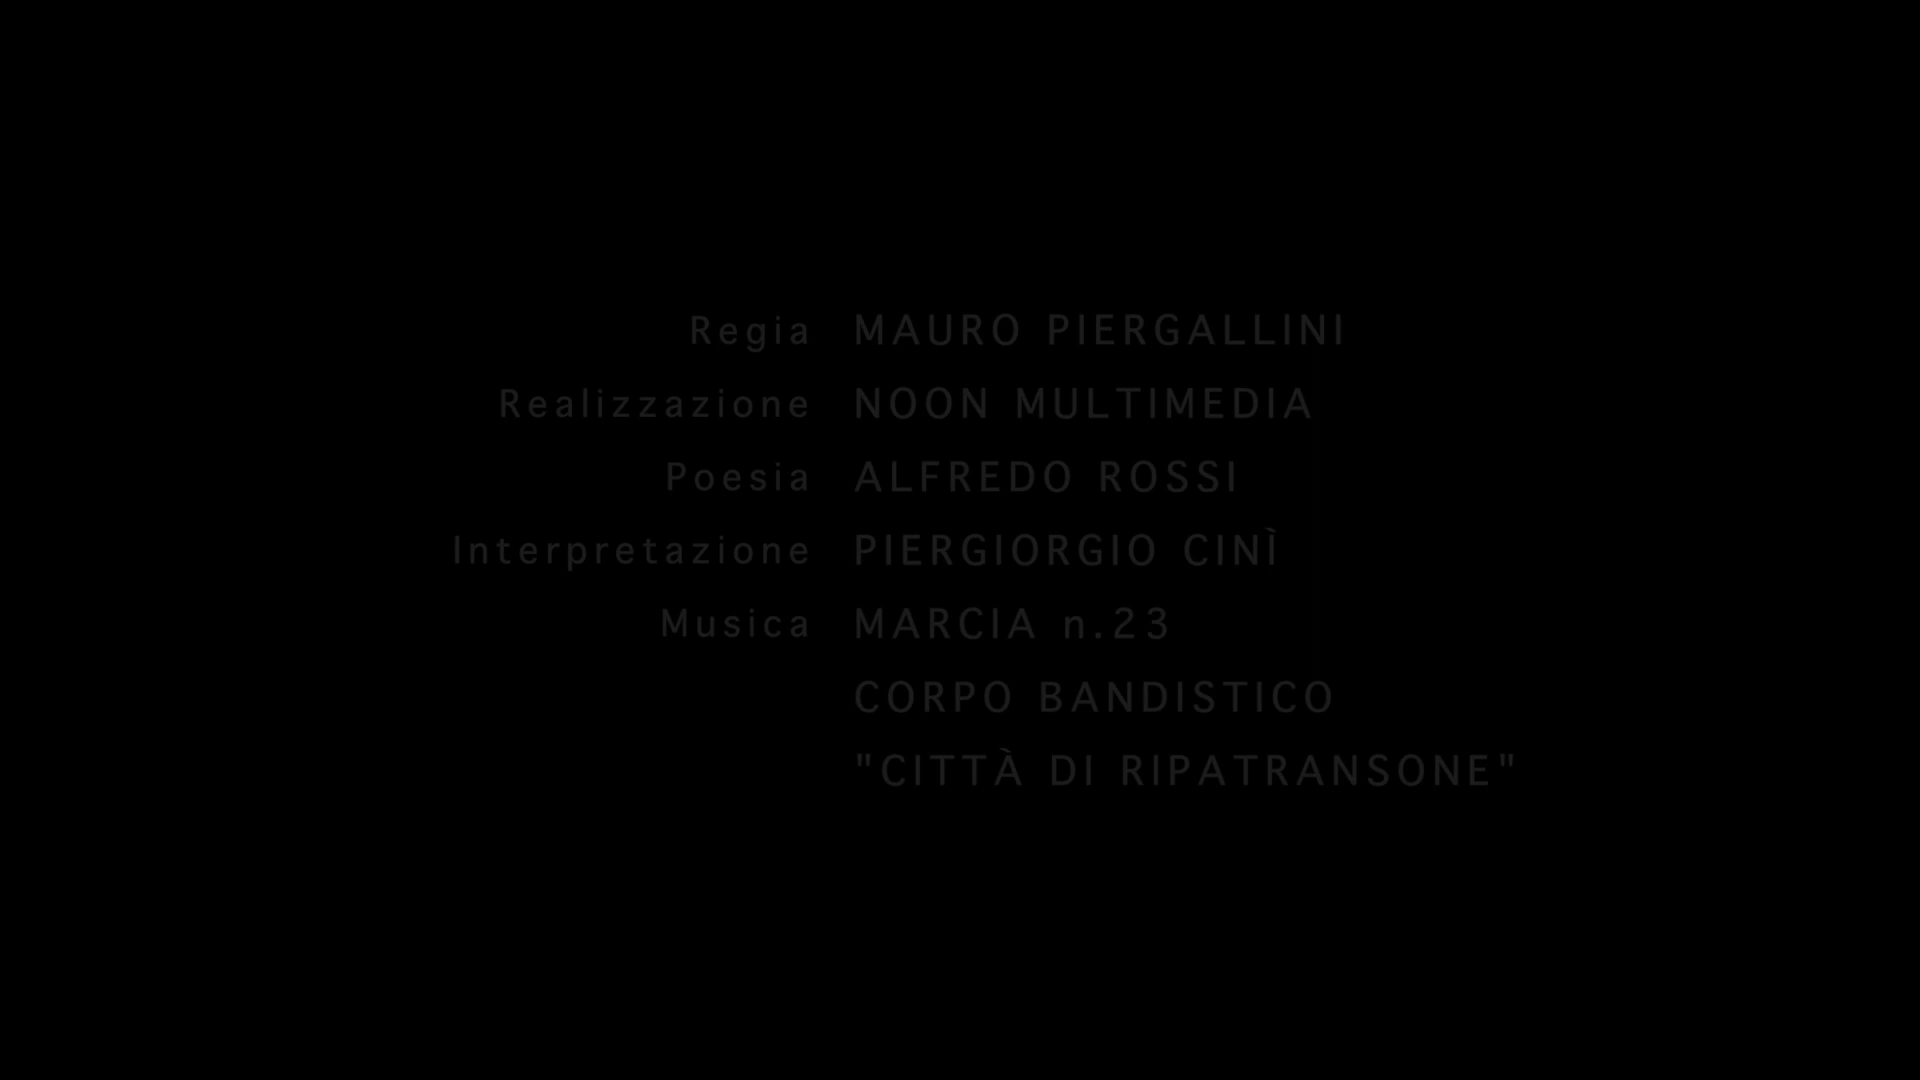 Regia MAURO PIERGALLINI
Realizzazione NOON MULTIMEDIA
Poesia ALFREDO ROSSI
Interpretazione PIERGIORGIO CINÌ
Musica MARCIA n.23
CORPO BANDISTICO
"CITTÀ DI RIPATRANSONE"